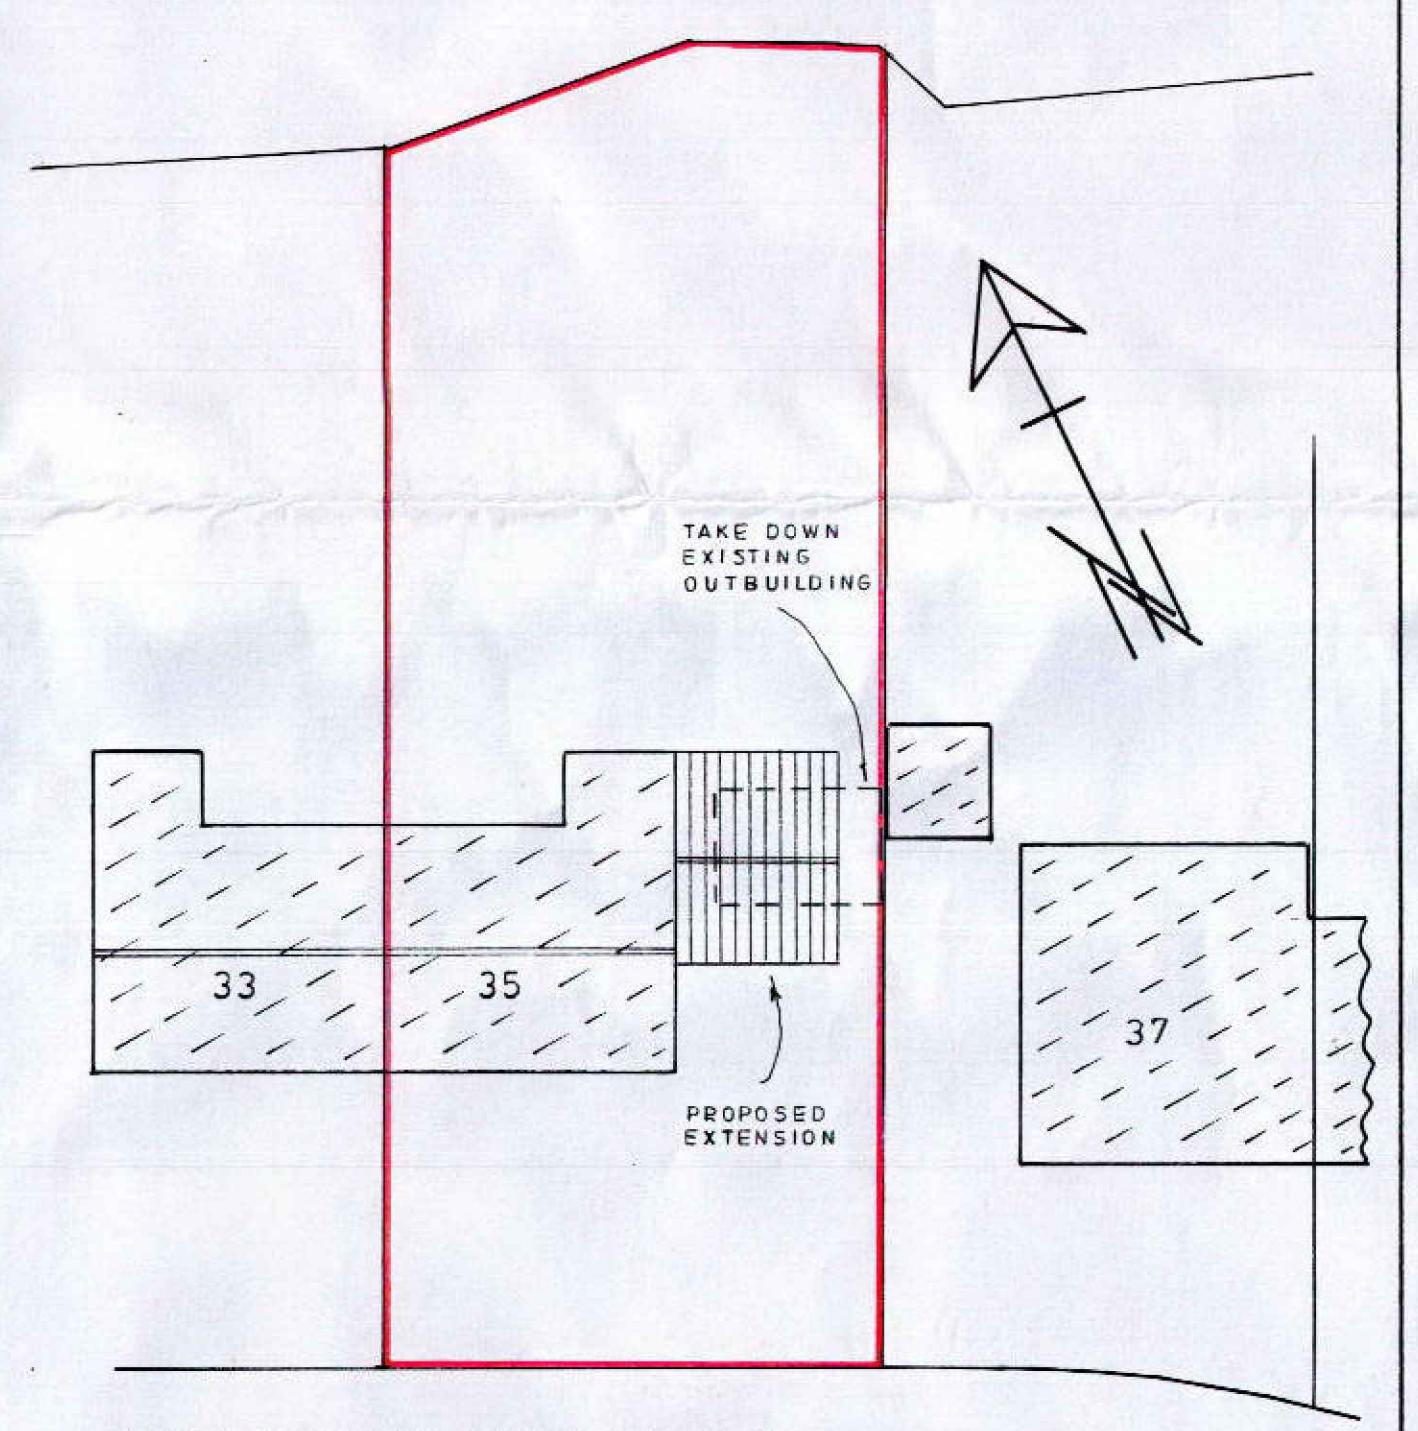 TAKE DOWN
EXISTING
OUTBUILDING
N
33
35
37
PROPOSED
EXTENSION